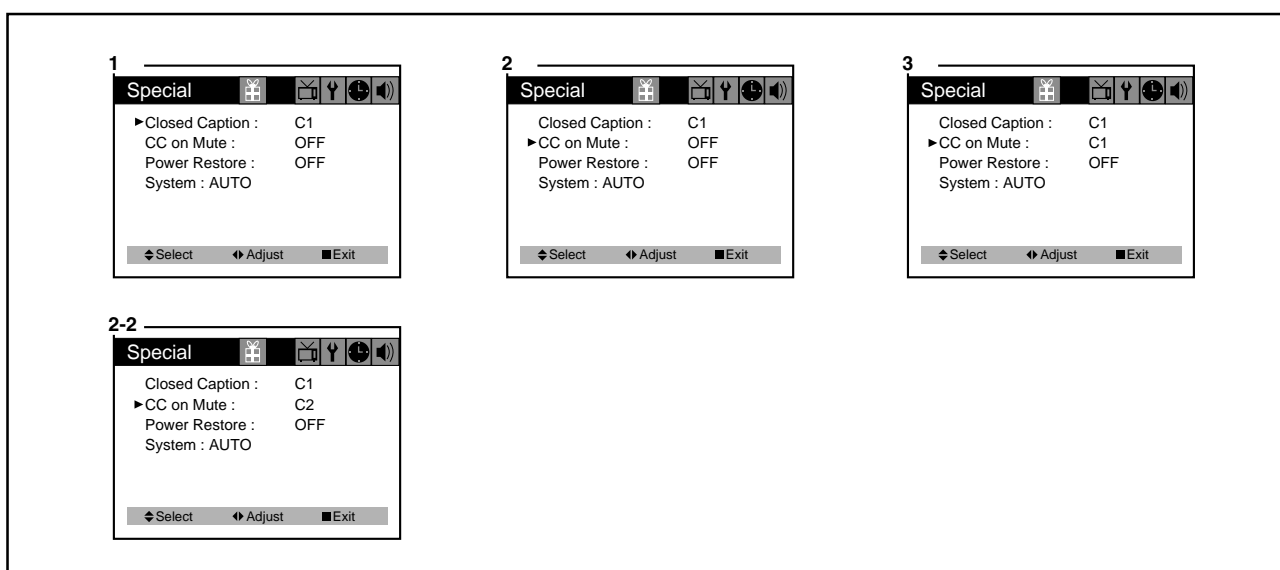 1
Special
►Closed Caption : C1
CC on Mute : OFF
Power Restore : OFF
System : AUTO
Select Adjust Exit
2
Special
Closed Caption : C1
►CC on Mute : OFF
Power Restore : OFF
System : AUTO
Select Adjust Exit
3
Special
Closed Caption : C1
►CC on Mute : C1
Power Restore : OFF
System : AUTO
Select Adjust Exit
2-2
Special
Closed Caption : C1
►CC on Mute : C2
Power Restore : OFF
System : AUTO
Select Adjust Exit